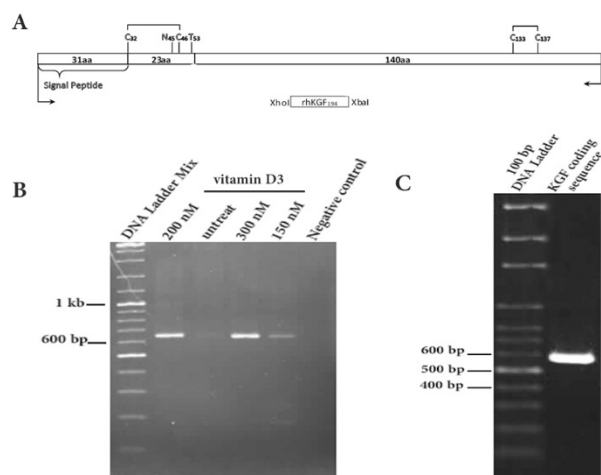 A
C32 N45 C46 T53 C133 C137
31aa 23aa 140aa
Signal Peptide
XhoI rhKGF194 XbaI
B
DNA Ladder Mix
200 nM
untreat
300 nM
150 nM
Negative control
vitamin D3
1 kb
600 bp
C
100 bp
DNA Ladder
KGF coding
sequence
600 bp
500 bp
400 bp